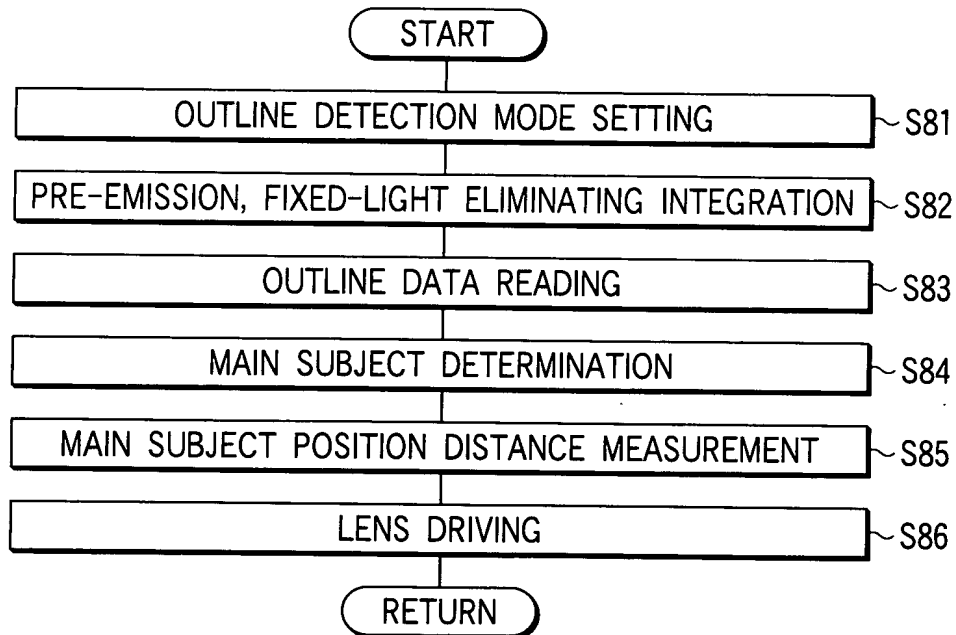 START
OUTLINE DETECTION MODE SETTING ~S81
PRE-EMISSION, FIXED-LIGHT ELIMINATING INTEGRATION ~S82
OUTLINE DATA READING ~S83
MAIN SUBJECT DETERMINATION ~S84
MAIN SUBJECT POSITION DISTANCE MEASUREMENT ~S85
LENS DRIVING ~S86
RETURN